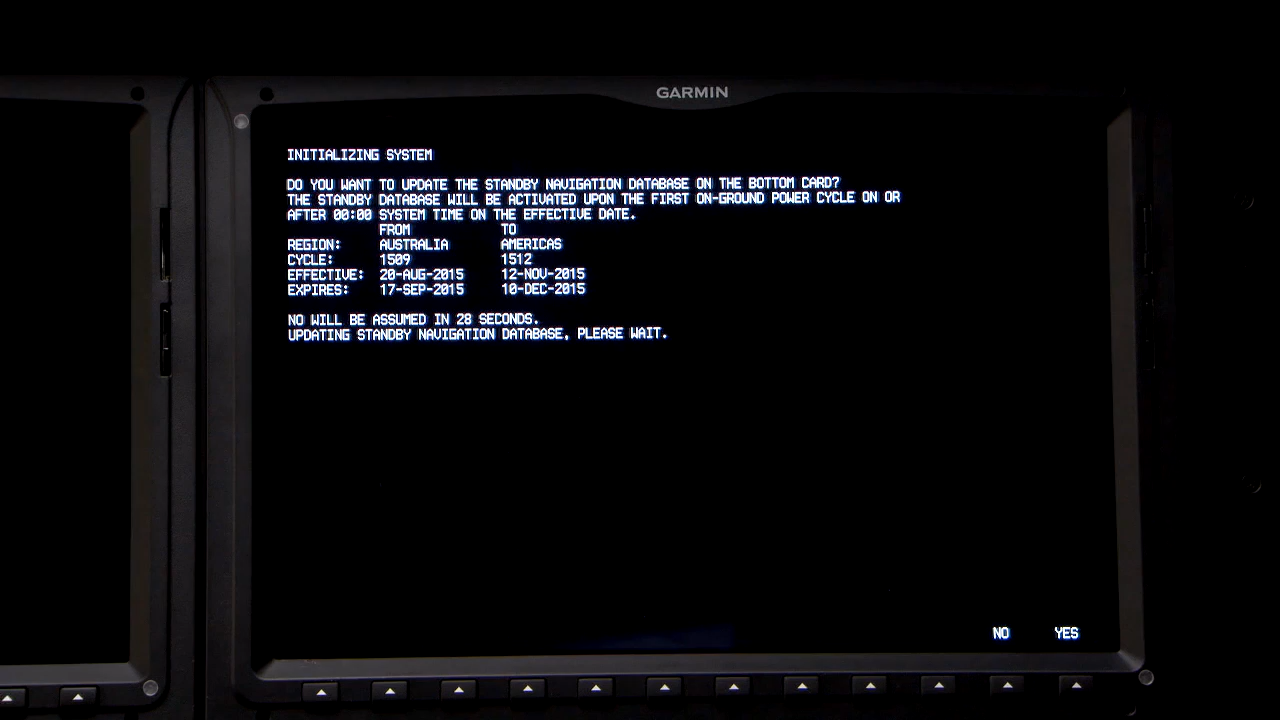 GARMIN
INITIALIZING SYSTEM
DO YOU WANT TO UPDATE THE STANDBY NAVIGATION DATABASE ON THE BOTTOM CARD?
THE STANDBY DATABASE WILL BE ACTIVATED UPON THE FIRST ON-GROUND POWER CYCLE ON OR
AFTER 00:00 SYSTEM TIME ON THE EFFECTIVE DATE.
FROM TO
REGION: AUSTRALIA AMERICAS
CYCLE: 1509 1512
EFFECTIVE: 20-AUG-2015 12-NOV-2015
EXPIRES: 17-SEP-2015 10-DEC-2015
NO WILL BE ASSUMED IN 28 SECONDS.
UPDATING STANDBY NAVIGATION DATABASE, PLEASE WAIT.
NO YES